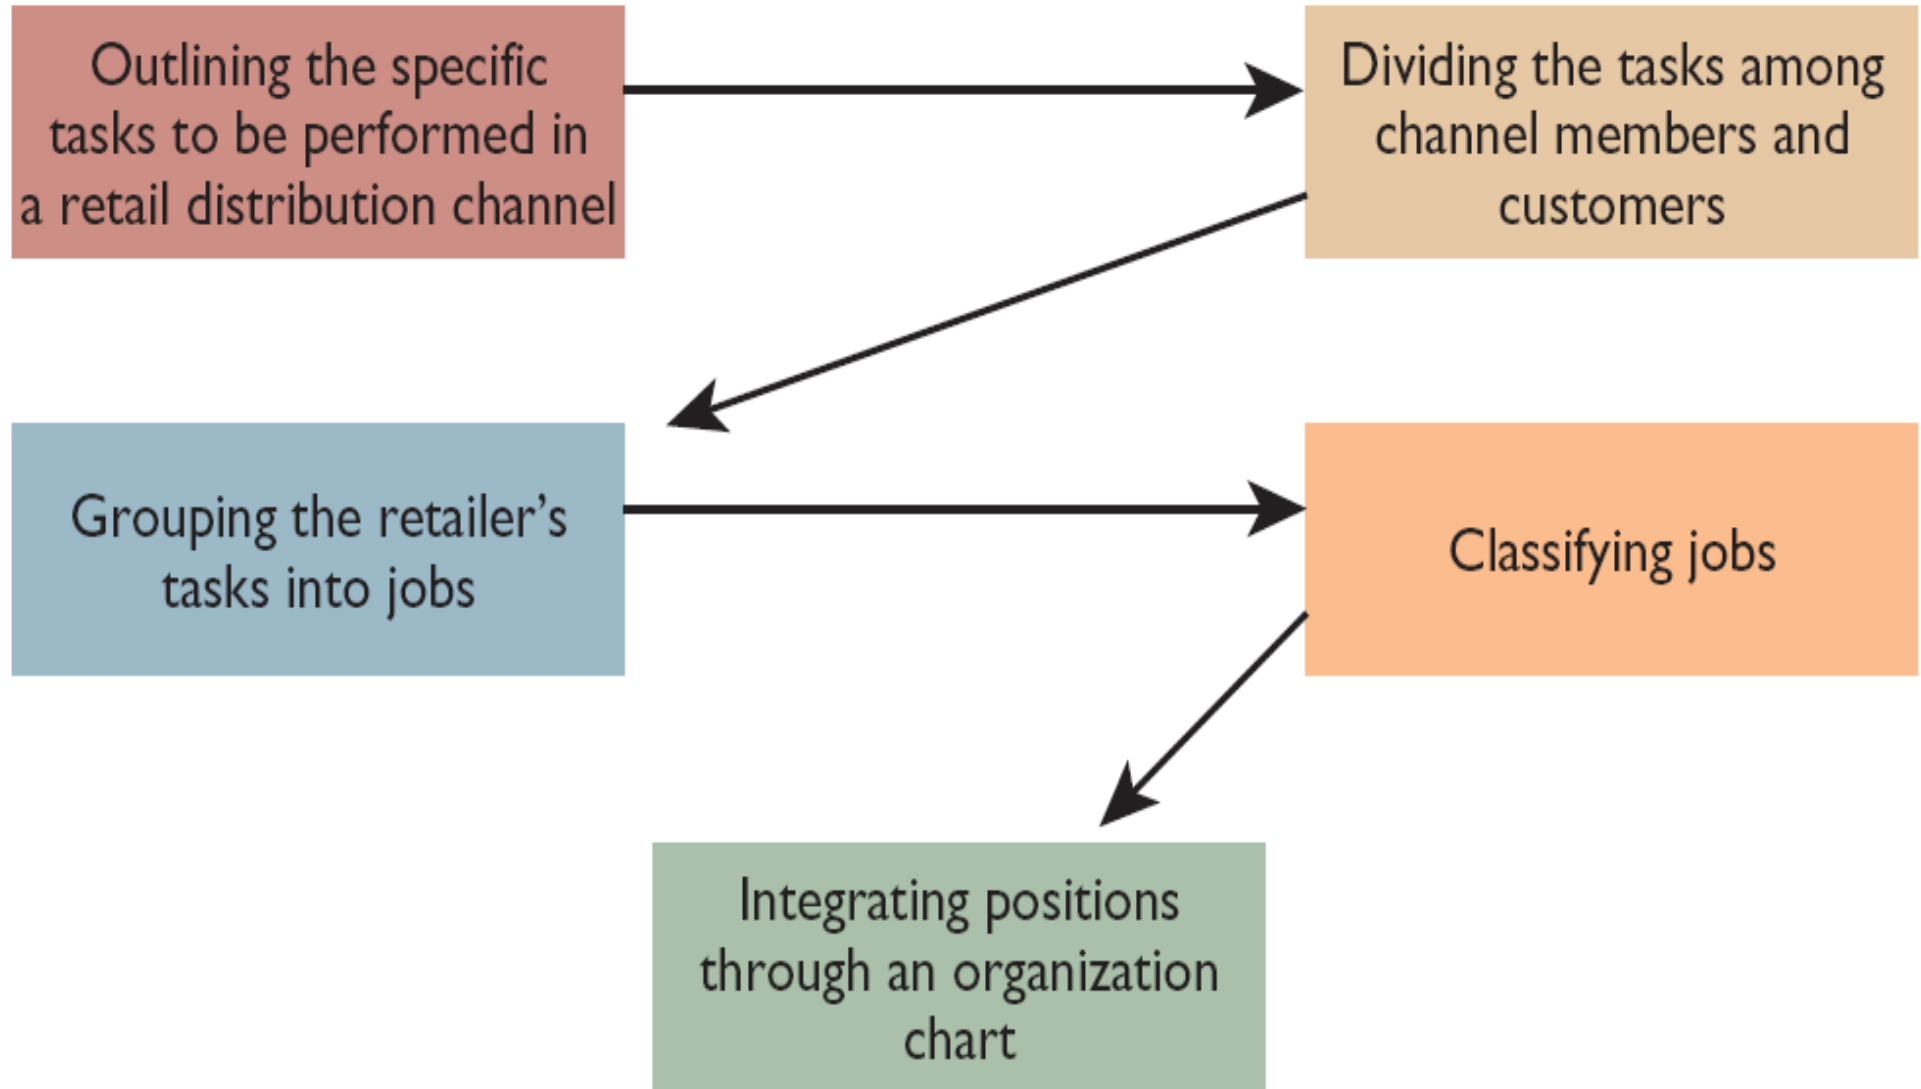 Outlining the specific
tasks to be performed in
a retail distribution channel
Dividing the tasks among
channel members and
customers
Grouping the retailer’s
tasks into jobs
Classifying jobs
Integrating positions
through an organization
chart